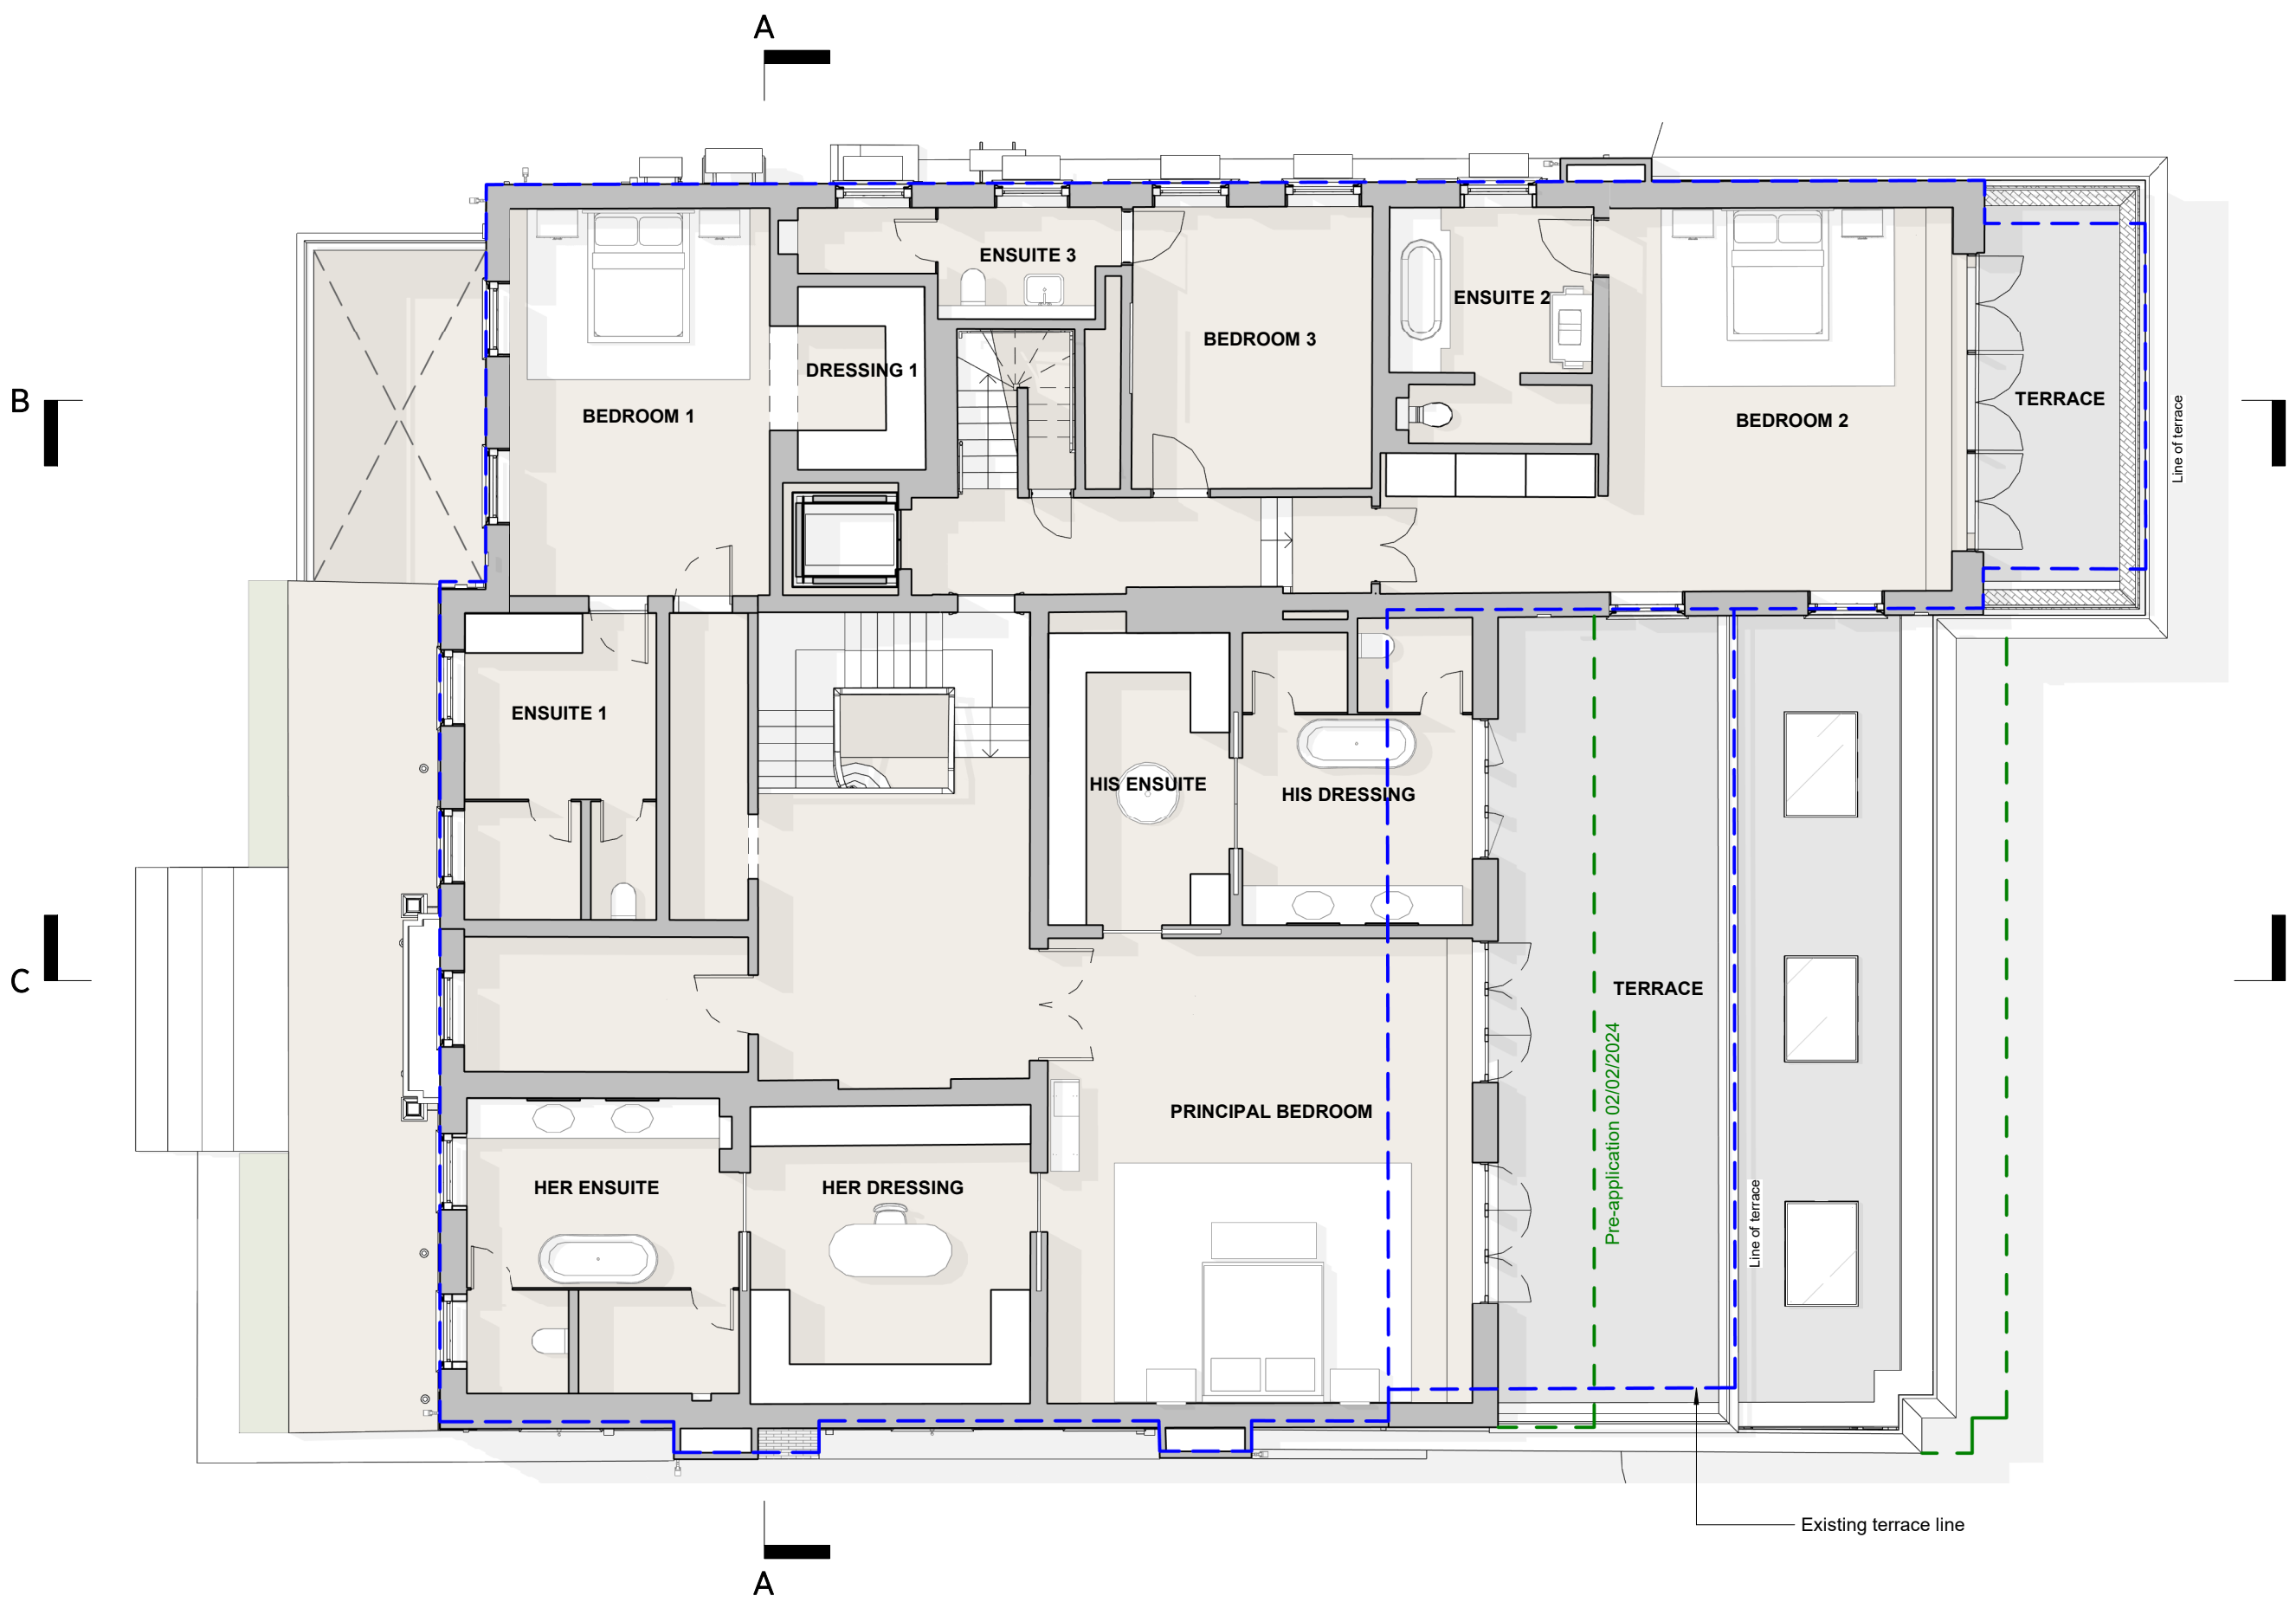 A
ENSUITE 3
ENSUITE 2
BEDROOM 3
DRESSING 1
B
BEDROOM 1
BEDROOM 2
TERRACE
Line of terrace
ENSUITE 1
HIS ENSUITE
HIS DRESSING
C
TERRACE
Pre-application 02/02/2024
PRINCIPAL BEDROOM
HER ENSUITE
HER DRESSING
Line of terrace
Existing terrace line
A